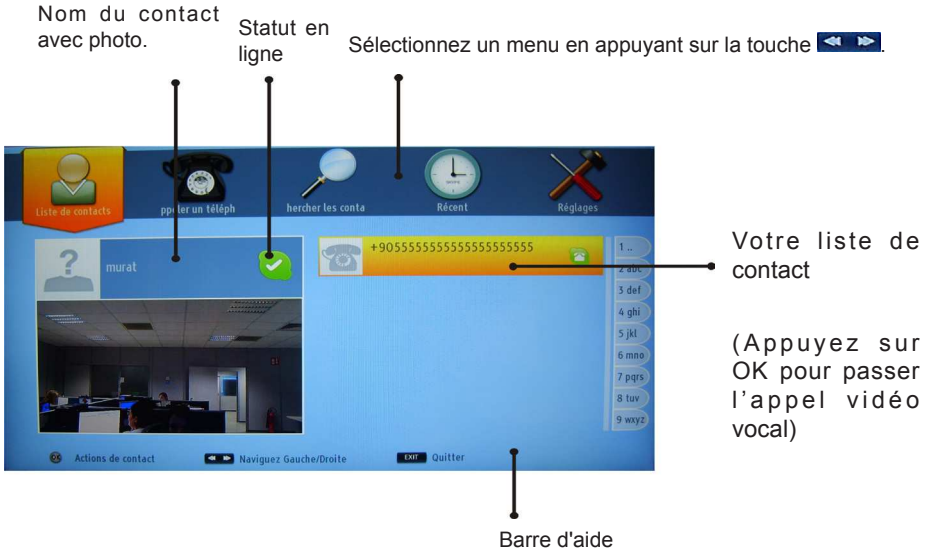 Nom du contact
avec photo.
Statut en
ligne
Sélectionnez un menu en appuyant sur la touche
Liste de contacts
ppeler un téléph
hercher les conta
Récent
Réglages
murat
+9055555555555555555555
1 ..
2 abc
3 def
4 ghi
5 jkl
6 mno
7 pqrs
8 tuv
9 wxyz
OK Actions de contact
Naviguez Gauche/Droite
EXIT Quitter
Votre liste de
contact
(Appuyez sur
OK pour passer
l'appel vidéo
vocal)
Barre d'aide